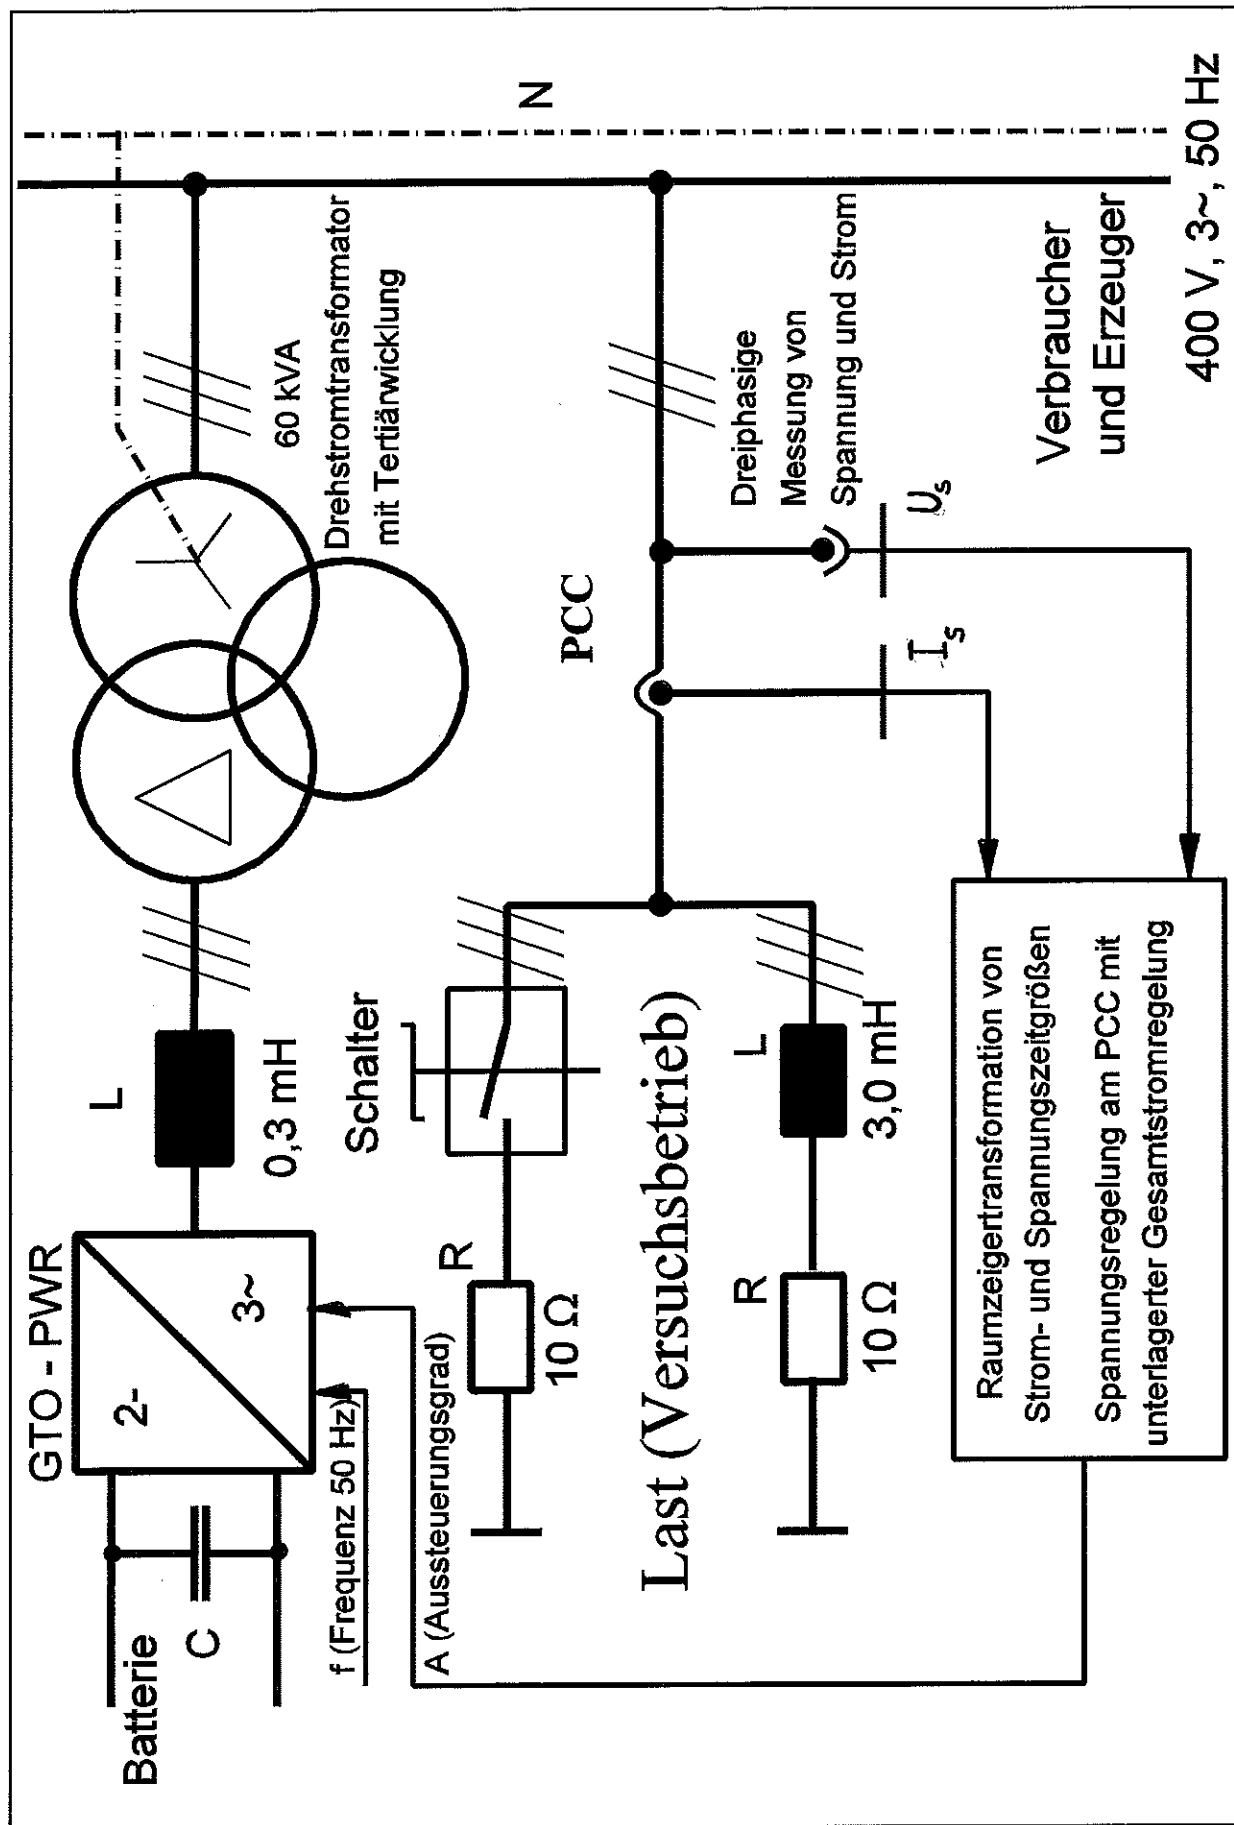 Batterie
C
GTO - PWR
2-
3~
L
0,3 mH
60 kVA
Drehstromtransformator
mit Tertiärwicklung
N
f (Frequenz 50 Hz)
A (Aussteuerungsgrad)
Schalter
R
10 Ω
Last (Versuchsbetrieb)
R
10 Ω
L
3,0 mH
PCC
Dreiphasige
Messung von
Spannung und Strom
I_s
U_s
Raumzeigertransformation von
Strom- und Spannungszeitgrößen
Spannungsregelung am PCC mit
unterlagerter Gesamtstromregelung
Verbraucher
und Erzeuger
400 V, 3~, 50 Hz